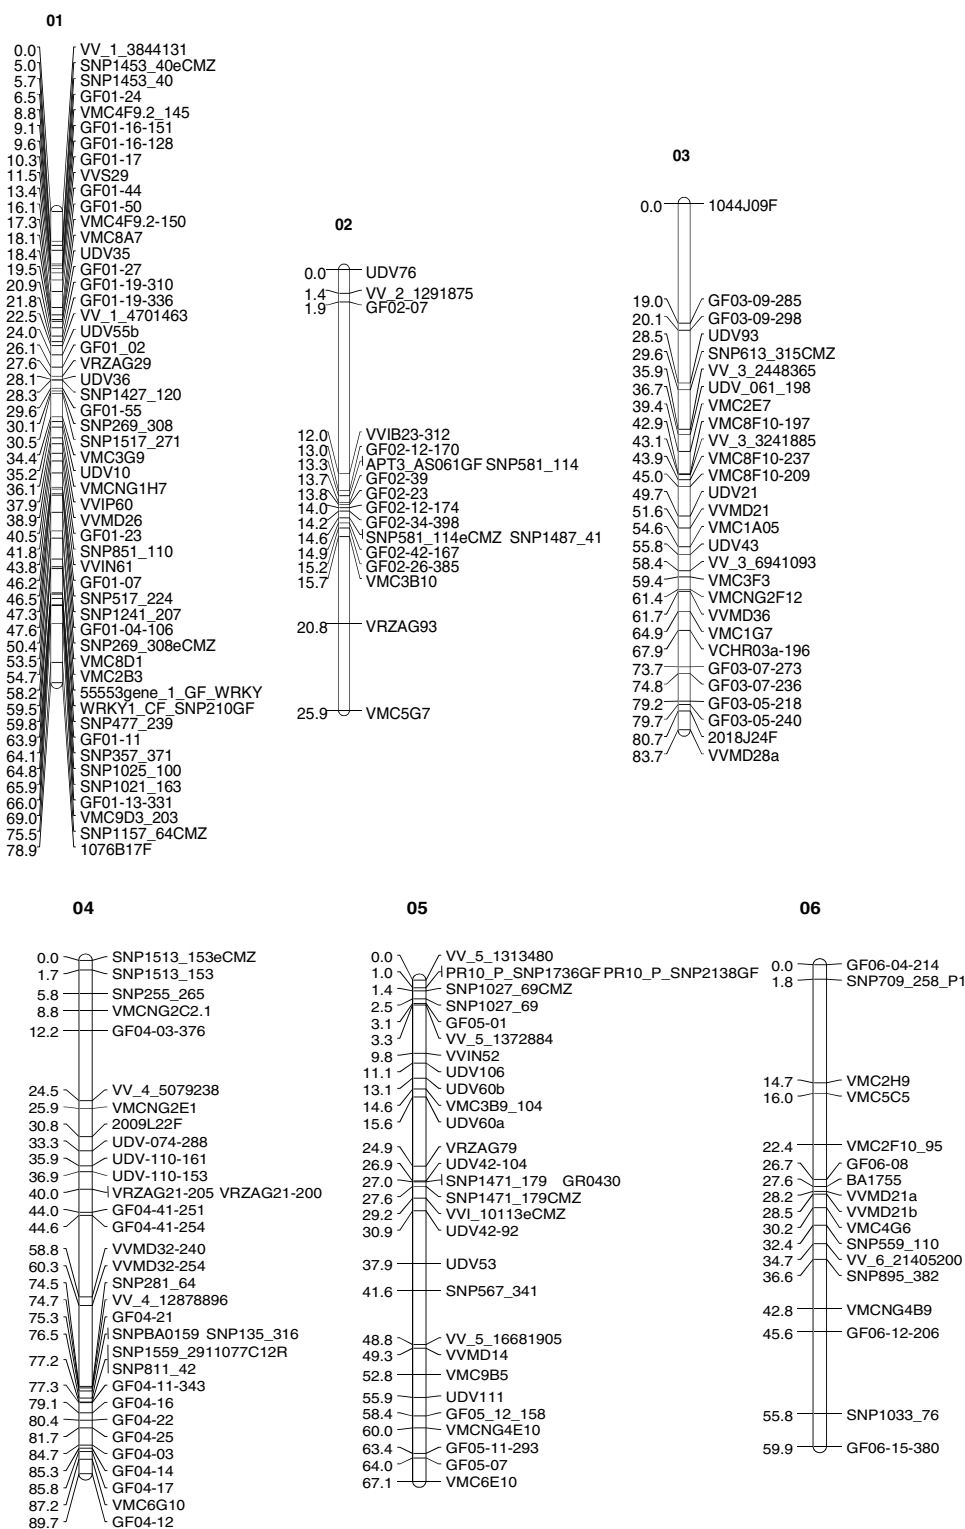 01
0.0 VV_1_3844131
5.0 SNP1453_40eCMZ
5.7 SNP1453_40
6.5 GF01-24
8.8 VMC4F9.2_145
9.1 GF01-16-151
9.6 GF01-16-128
10.3 GF01-17
11.5 VVS29
13.4 GF01-44
16.1 GF01-50
17.3 VMC4F9.2-150
18.1 VMC8A7
18.4 UDV35
19.5 GF01-27
20.9 GF01-19-310
21.8 GF01-19-336
22.5 VV_1_4701463
24.0 UDV55b
26.1 GF01_02
27.6 VRZAG29
28.1 UDV36
28.3 SNP1427_120
29.6 GF01-55
30.1 SNP269_308
30.5 SNP1517_271
34.4 VMC3G9
35.2 UDV10
36.1 VMCNG1H7
37.9 VVIP60
38.9 VVMD26
40.5 GF01-23
41.8 SNP851_110
43.8 VVIN61
46.2 GF01-07
46.5 SNP517_224
47.3 SNP1241_207
47.6 GF01-04-106
50.4 SNP269_308eCMZ
53.5 VMC8D1
54.7 VMC2B3
58.2 55553gene_1_GF_WRKY
59.5 WRKY1_CF_SNP210GF
59.8 SNP477_239
63.9 GF01-11
64.1 SNP357_371
64.8 SNP1025_100
65.9 SNP1021_163
66.0 GF01-13-331
69.0 VMC9D3_203
75.5 SNP1157_64CMZ
78.9 1076B17F
02
0.0 UDV76
1.4 VV_2_1291875
1.9 GF02-07
12.0 VVIB23-312
13.0 GF02-12-170
13.3 APT3_AS061GF SNP581_114
13.7 GF02-39
13.8 GF02-23
14.0 GF02-12-174
14.2 GF02-34-398
14.6 SNP581_114eCMZ SNP1487_41
14.9 GF02-42-167
15.2 GF02-26-385
15.7 VMC3B10
20.8 VRZAG93
25.9 VMC5G7
03
0.0 1044J09F
19.0 GF03-09-285
20.1 GF03-09-298
28.5 UDV93
29.6 SNP613_315CMZ
35.9 VV_3_2448365
36.7 UDV_061_198
39.4 VMC2E7
42.9 VMC8F10-197
43.1 VV_3_3241885
43.9 VMC8F10-237
45.0 VMC8F10-209
49.7 UDV21
51.6 VVMD21
54.6 VMC1A05
55.8 UDV43
58.4 VV_3_6941093
59.4 VMC3F3
61.4 VMCNG2F12
61.7 VVMD36
64.9 VMC1G7
67.9 VCHR03a-196
73.7 GF03-07-273
74.8 GF03-07-236
79.2 GF03-05-218
79.7 GF03-05-240
80.7 2018J24F
83.7 VVMD28a
04
0.0 SNP1513_153eCMZ
1.7 SNP1513_153
5.8 SNP255_265
8.8 VMCNG2C2.1
12.2 GF04-03-376
24.5 VV_4_5079238
25.9 VMCNG2E1
30.8 2009L22F
33.3 UDV-074-288
35.9 UDV-110-161
36.9 UDV-110-153
40.0 VRZAG21-205 VRZAG21-200
44.0 GF04-41-251
44.6 GF04-41-254
58.8 VVMD32-240
60.3 VVMD32-254
74.5 SNP281_64
74.7 VV_4_12878896
75.3 GF04-21
76.5 SNPBA0159 SNP135_316
77.2 SNP1559_2911077C12R
SNP811_42
77.3 GF04-11-343
79.1 GF04-16
80.4 GF04-22
81.7 GF04-25
84.7 GF04-03
85.3 GF04-14
85.8 GF04-17
87.2 VMC6G10
89.7 GF04-12
05
0.0 VV_5_1313480
1.0 PR10_P_SNP1736GF PR10_P_SNP2138GF
1.4 SNP1027_69CMZ
2.5 SNP1027_69
3.1 GF05-01
3.3 VV_5_1372884
9.8 VVIN52
11.1 UDV106
13.1 UDV60b
14.6 VMC3B9_104
15.6 UDV60a
24.9 VRZAG79
26.9 UDV42-104
27.0 SNP1471_179 GR0430
27.6 SNP1471_179CMZ
29.2 VVI_10113eCMZ
30.9 UDV42-92
37.9 UDV53
41.6 SNP567_341
48.8 VV_5_16681905
49.3 VVMD14
52.8 VMC9B5
55.9 UDV111
58.4 GF05_12_158
60.0 VMCNG4E10
63.4 GF05-11-293
64.0 GF05-07
67.1 VMC6E10
06
0.0 GF06-04-214
1.8 SNP709_258_P1
14.7 VMC2H9
16.0 VMC5C5
22.4 VMC2F10_95
26.7 GF06-08
27.6 BA1755
28.2 VVMD21a
28.5 VVMD21b
30.2 VMC4G6
32.4 SNP559_110
34.7 VV_6_21405200
36.6 SNP895_382
42.8 VMCNG4B9
45.6 GF06-12-206
55.8 SNP1033_76
59.9 GF06-15-380